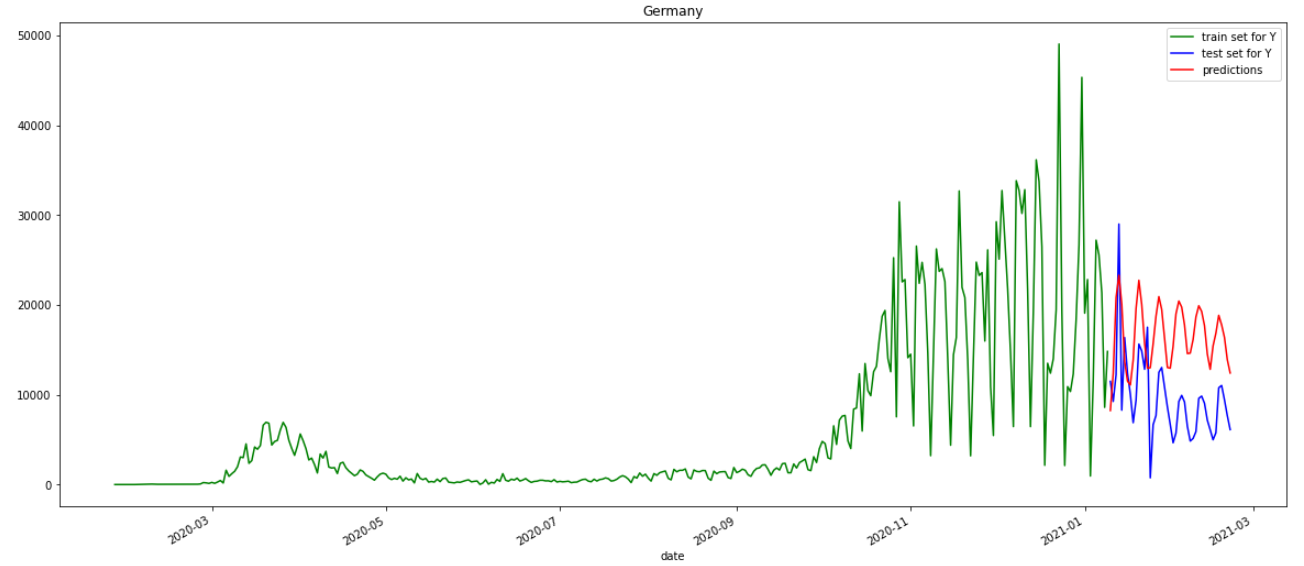 Germany
50000
40000
30000
20000
10000
0
train set for Y
test set for Y
predictions
2020-03
2020-05
2020-07
2020-09
2020-11
2021-01
2021-03
date